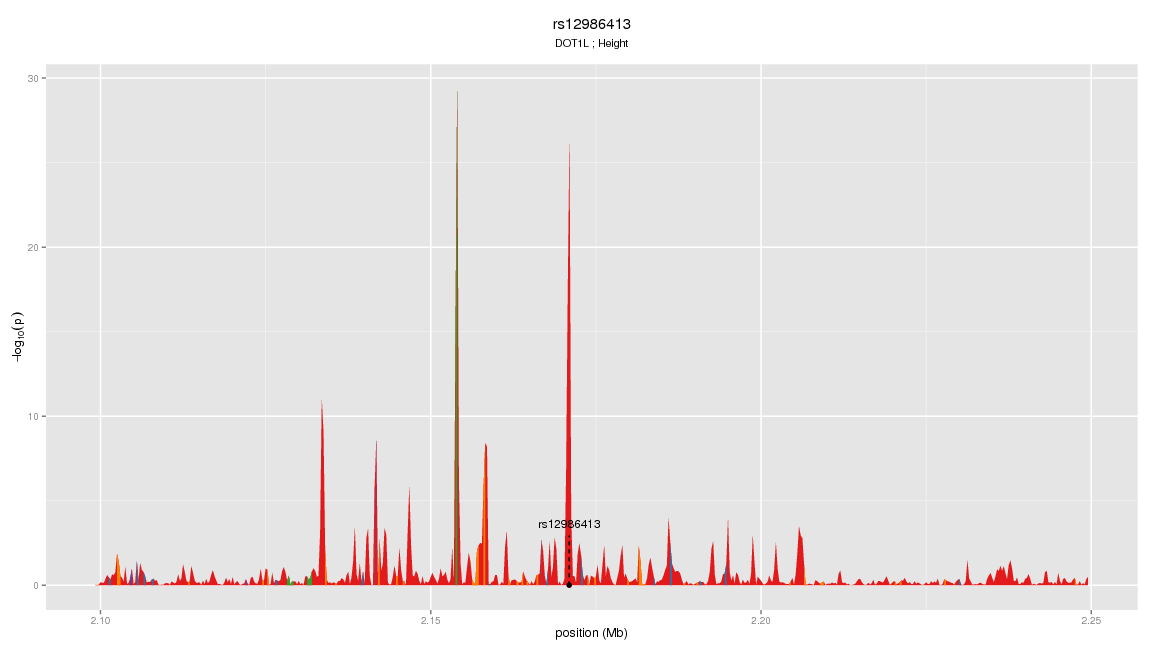 rs12986413
DOT1L ; Height
30
20
10
0
−log10(p)
rs12986413
2.10
2.15
2.20
2.25
position (Mb)